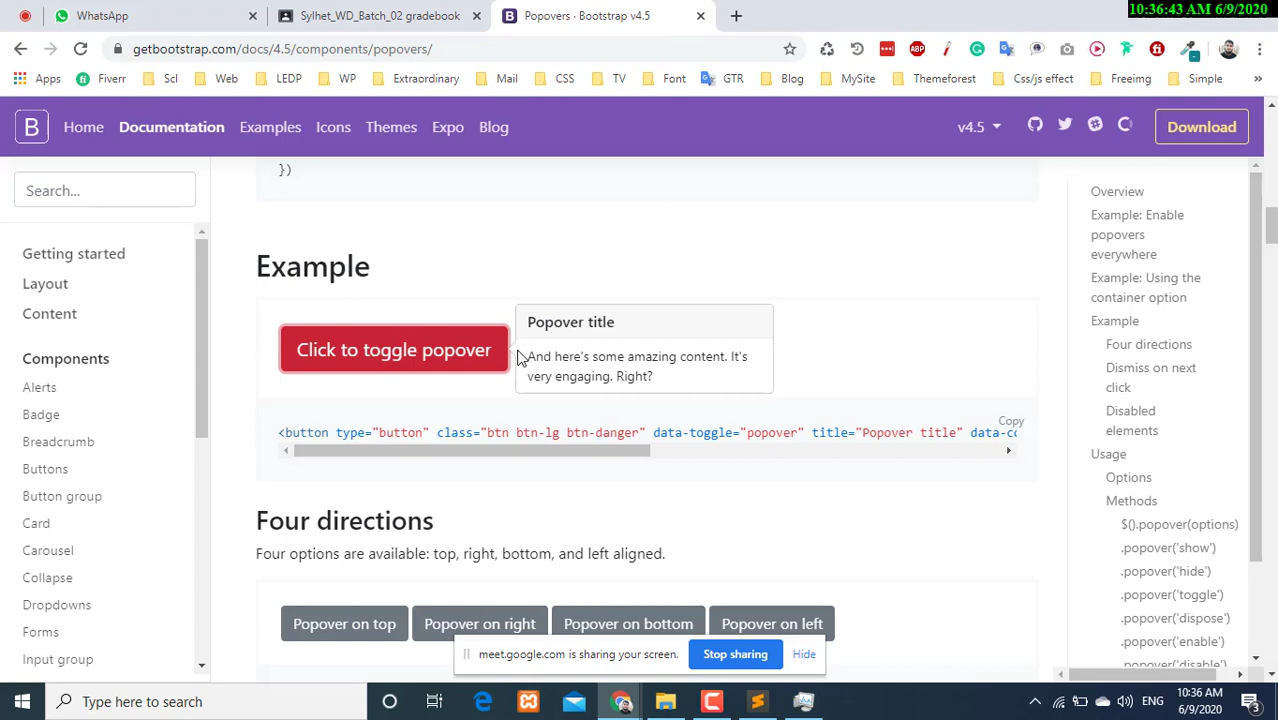 WhatsApp
Sylhet_WD_Batch_02 gradebook
Popovers · Bootstrap v4.5
10:36:43 AM 6/9/2020
getbootstrap.com/docs/4.5/components/popovers/
Apps
Fiverr
Scl
Web
LEDP
WP
Extraordinary
Mail
CSS
TV
Font
GTR
Blog
MySite
Themeforest
Css/js effect
Freeimg
Simple
»
B
Home
Documentation
Examples
Icons
Themes
Expo
Blog
v4.5
Download
Search...
Getting started
Layout
Content
Components
Alerts
Badge
Breadcrumb
Buttons
Button group
Card
Carousel
Collapse
Dropdowns
Forms
Input group
})
Example
Click to toggle popover
Popover title
And here's some amazing content. It's
very engaging. Right?
Copy
<button type="button" class="btn btn-lg btn-danger" data-toggle="popover" title="Popover title" data-co
Four directions
Four options are available: top, right, bottom, and left aligned.
Popover on top
Popover on right
Popover on bottom
Popover on left
meet.google.com is sharing your screen.
Stop sharing
Hide
Overview
Example: Enable
popovers
everywhere
Example: Using the
container option
Example
Four directions
Dismiss on next
click
Disabled
elements
Usage
Options
Methods
$().popover(options)
.popover('show')
.popover('hide')
.popover('toggle')
.popover('dispose')
.popover('enable')
.popover('disable')
Type here to search
ENG
10:36 AM
6/9/2020
3